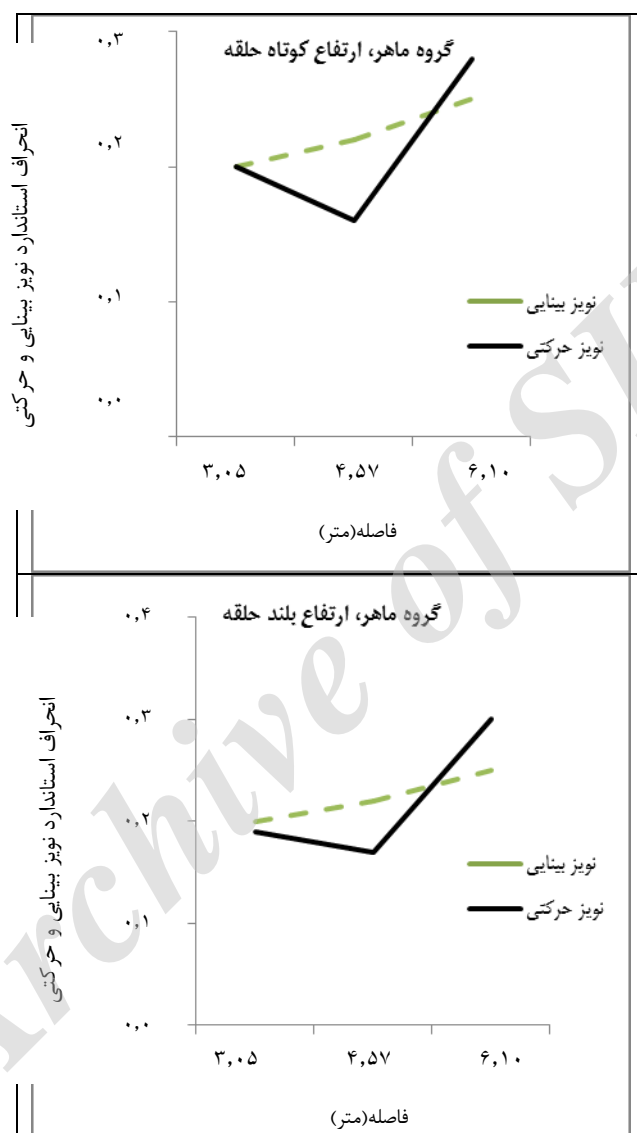 گروه ماهر، ارتفاع کوتاه حلقه
انحراف استاندارد نویز بینایی و حرکتی
۰,۳
۰,۲
۰,۱
۰,۰
نویز بینایی
نویز حرکتی
۳,۰۵ ۴,۵۷ ۶,۱۰
فاصله(متر)
گروه ماهر، ارتفاع بلند حلقه
انحراف استاندارد نویز بینایی و حرکتی
۰,۴
۰,۳
۰,۲
۰,۱
۰,۰
نویز بینایی
نویز حرکتی
۳,۰۵ ۴,۵۷ ۶,۱۰
فاصله(متر)
Archive of SI